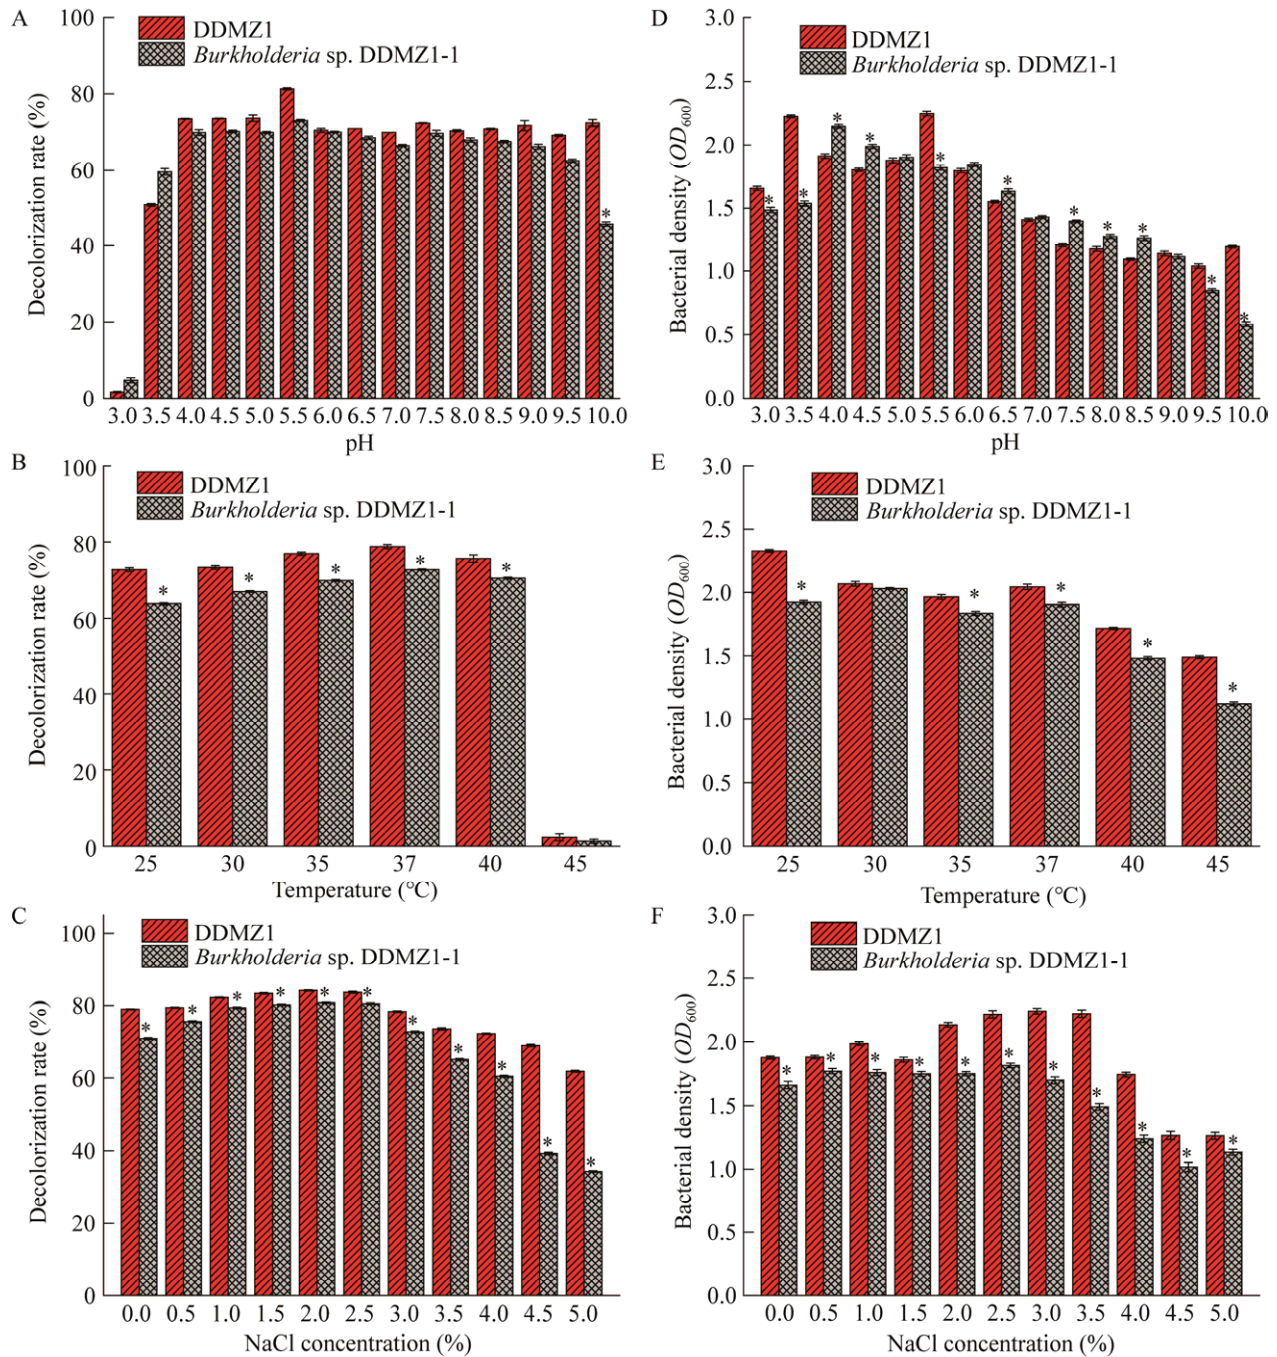 A
100
80
60
40
20
0
Decolorization rate (%)
DDMZ1
Burkholderia sp. DDMZ1-1
*
3.0 3.5 4.0 4.5 5.0 5.5 6.0 6.5 7.0 7.5 8.0 8.5 9.0 9.5 10.0
pH
D
3.0
2.5
2.0
1.5
1.0
0.5
0.0
Bacterial density (OD600)
DDMZ1
Burkholderia sp. DDMZ1-1
* * * * * * * * * * *
3.0 3.5 4.0 4.5 5.0 5.5 6.0 6.5 7.0 7.5 8.0 8.5 9.0 9.5 10.0
pH
B
100
80
60
40
20
0
Decolorization rate (%)
DDMZ1
Burkholderia sp. DDMZ1-1
* * * * *
25 30 35 37 40 45
Temperature (°C)
E
3.0
2.5
2.0
1.5
1.0
0.5
0.0
Bacterial density (OD600)
DDMZ1
Burkholderia sp. DDMZ1-1
* * * * *
25 30 35 37 40 45
Temperature (°C)
C
100
80
60
40
20
0
Decolorization rate (%)
DDMZ1
Burkholderia sp. DDMZ1-1
* * * * * * * * * * *
0.0 0.5 1.0 1.5 2.0 2.5 3.0 3.5 4.0 4.5 5.0
NaCl concentration (%)
F
3.0
2.5
2.0
1.5
1.0
0.5
0.0
Bacterial density (OD600)
DDMZ1
Burkholderia sp. DDMZ1-1
* * * * * * * * * * *
0.0 0.5 1.0 1.5 2.0 2.5 3.0 3.5 4.0 4.5 5.0
NaCl concentration (%)